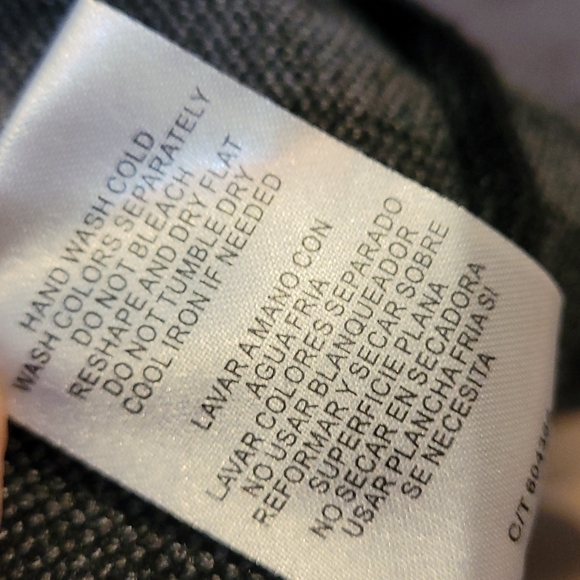 HAND WASH COLD
WASH COLORS SEPARATELY
DO NOT BLEACH
RESHAPE AND DRY FLAT
DO NOT TUMBLE DRY
COOL IRON IF NEEDED
LAVAR A MANO CON
AGUA FRIA
LAVAR COLORES SEPARADO
NO USAR BLANQUEADOR
REFORMAR Y SECAR SOBRE
SUPERFICIE PLANA
NO SECAR EN SECADORA
USAR PLANCHA FRIA SI
SE NECESITA
C/T